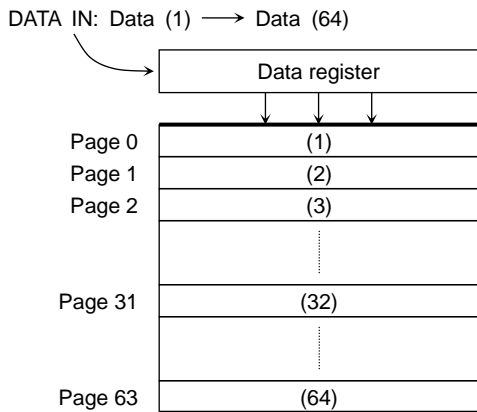 DATA IN: Data (1) → Data (64)
Data register
Page 0 (1)
Page 1 (2)
Page 2 (3)
Page 31 (32)
Page 63 (64)